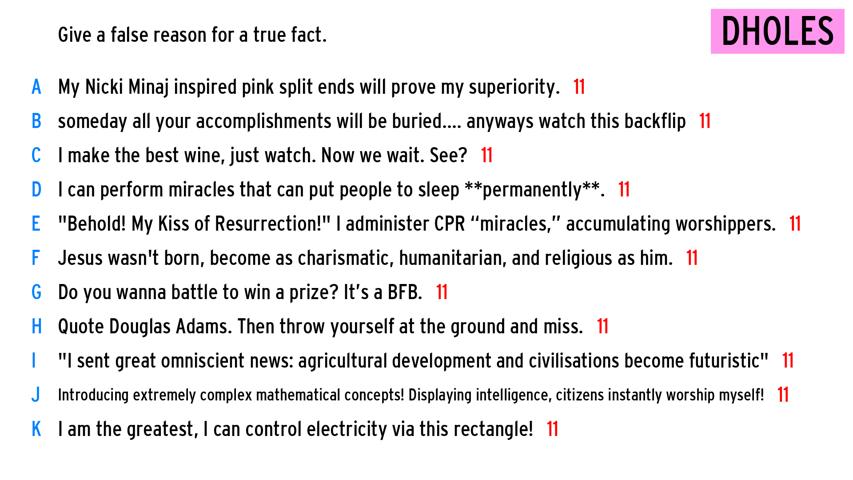 Give a false reason for a true fact.
DHOLES
A My Nicki Minaj inspired pink split ends will prove my superiority. 11
B someday all your accomplishments will be buried.... anyways watch this backflip 11
C I make the best wine, just watch. Now we wait. See? 11
D I can perform miracles that can put people to sleep **permanently**. 11
E "Behold! My Kiss of Resurrection!" I administer CPR “miracles,” accumulating worshippers. 11
F Jesus wasn't born, become as charismatic, humanitarian, and religious as him. 11
G Do you wanna battle to win a prize? It’s a BFB. 11
H Quote Douglas Adams. Then throw yourself at the ground and miss. 11
I "I sent great omniscient news: agricultural development and civilisations become futuristic" 11
J Introducing extremely complex mathematical concepts! Displaying intelligence, citizens instantly worship myself! 11
K I am the greatest, I can control electricity via this rectangle! 11